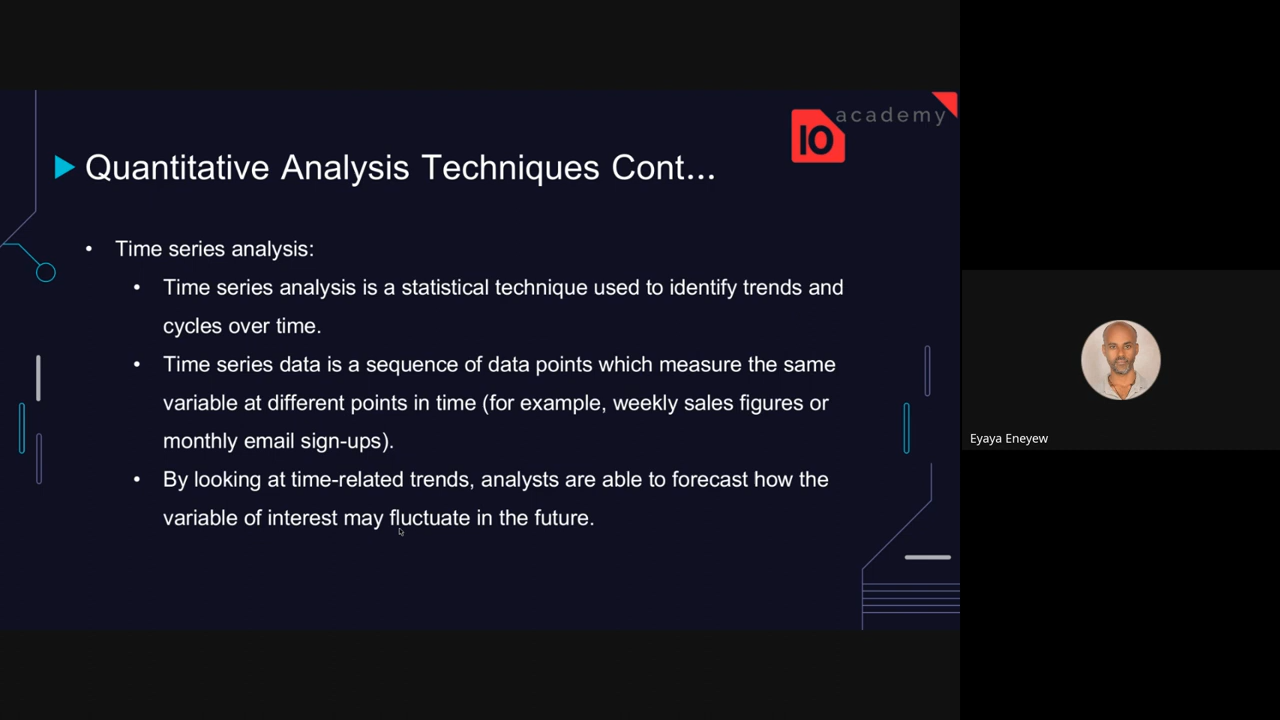 academy
10
Quantitative Analysis Techniques Cont...
• Time series analysis:
• Time series analysis is a statistical technique used to identify trends and
cycles over time.
• Time series data is a sequence of data points which measure the same
variable at different points in time (for example, weekly sales figures or
monthly email sign-ups).
• By looking at time-related trends, analysts are able to forecast how the
variable of interest may fluctuate in the future.
Eyaya Eneyew